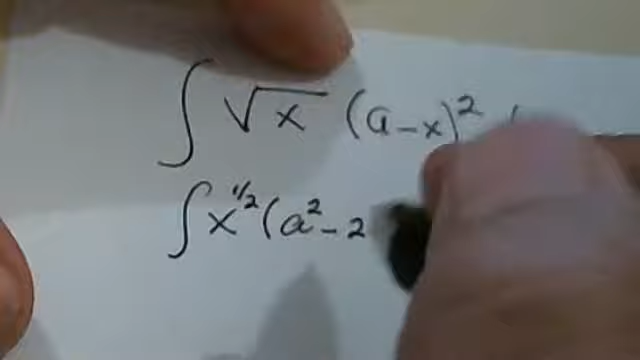 ∫ √x (a-x)²
∫ x^1/2 (a² - 2